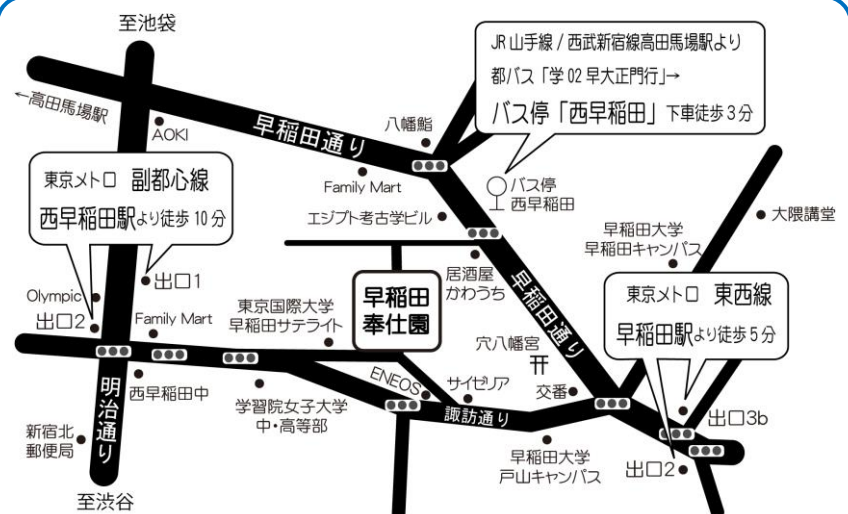 至池袋
←高田馬場駅
AOKI
早稲田通り
八幡鮨
JR山手線 / 西武新宿線高田馬場駅より
都バス「学02早大正門行」→
バス停「西早稲田」下車徒歩3分
東京メトロ 副都心線
西早稲田駅より徒歩10分
Family Mart
バス停
西早稲田
エジプト考古学ビル
早稲田大学
早稲田キャンパス
大隈講堂
居酒屋
かわうち
早稲田通り
Olympic
出口1
出口2
Family Mart
東京国際大学
早稲田サテライト
早稲田
奉仕園
東京メトロ 東西線
早稲田駅より徒歩5分
穴八幡宮
交番
ENEOS
サイゼリア
西早稲田中
学習院女子大学
中・高等部
諏訪通り
明治通り
新宿北
郵便局
早稲田大学
戸山キャンパス
出口3b
出口2
至渋谷